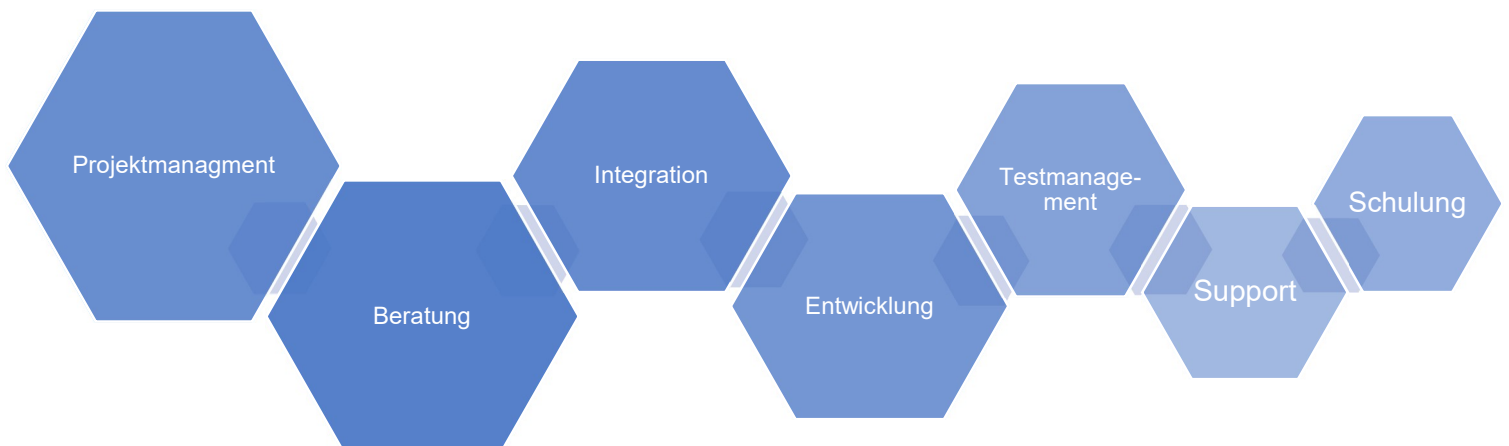 Projektmanagment
Beratung
Integration
Entwicklung
Testmanage-
ment
Support
Schulung